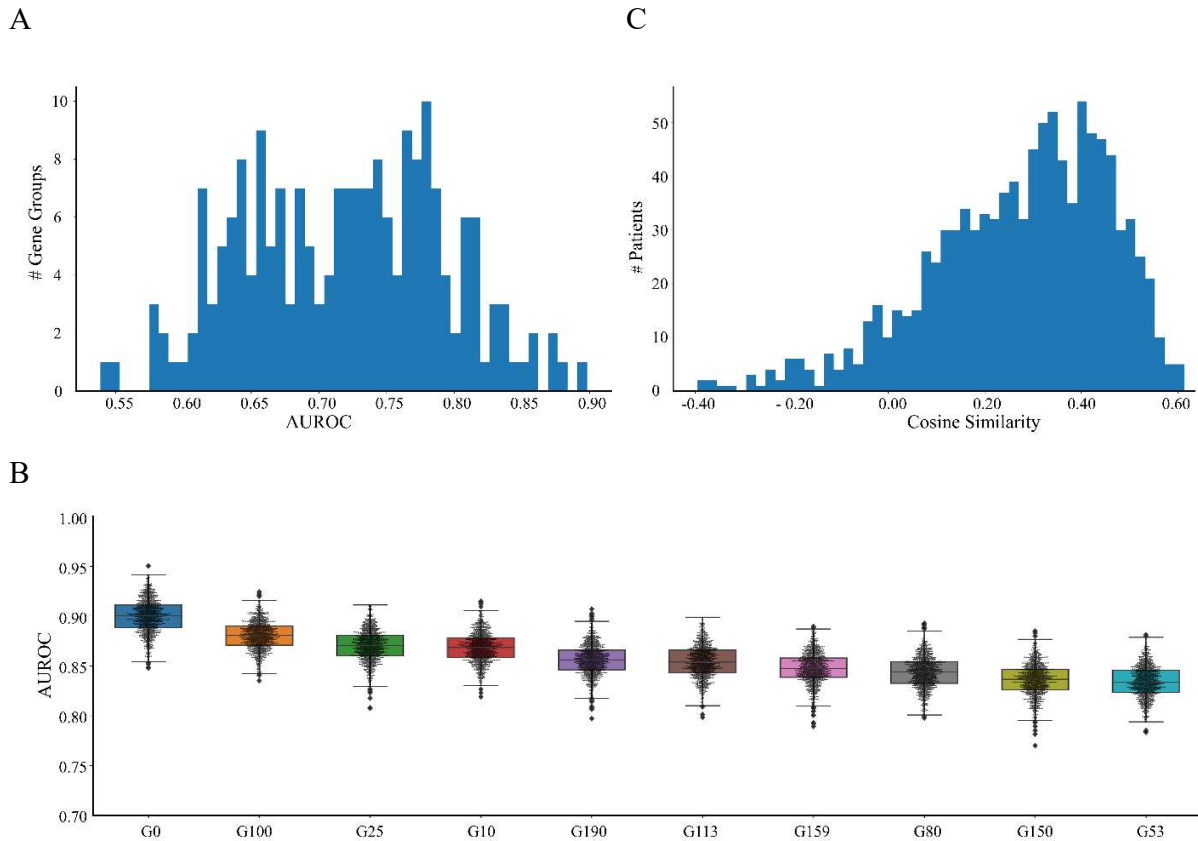 A
# Gene Groups
10
8
6
4
2
0
0.55 0.60 0.65 0.70 0.75 0.80 0.85 0.90
AUROC
C
# Patients
50
40
30
20
10
0
-0.40 - 0.20 0.00 0.20 0.40 0.60
Cosine Similarity
B
AUROC
1.00
0.95
0.90
0.85
0.80
0.75
0.70
G0 G100 G25 G10 G190 G113 G159 G80 G150 G53